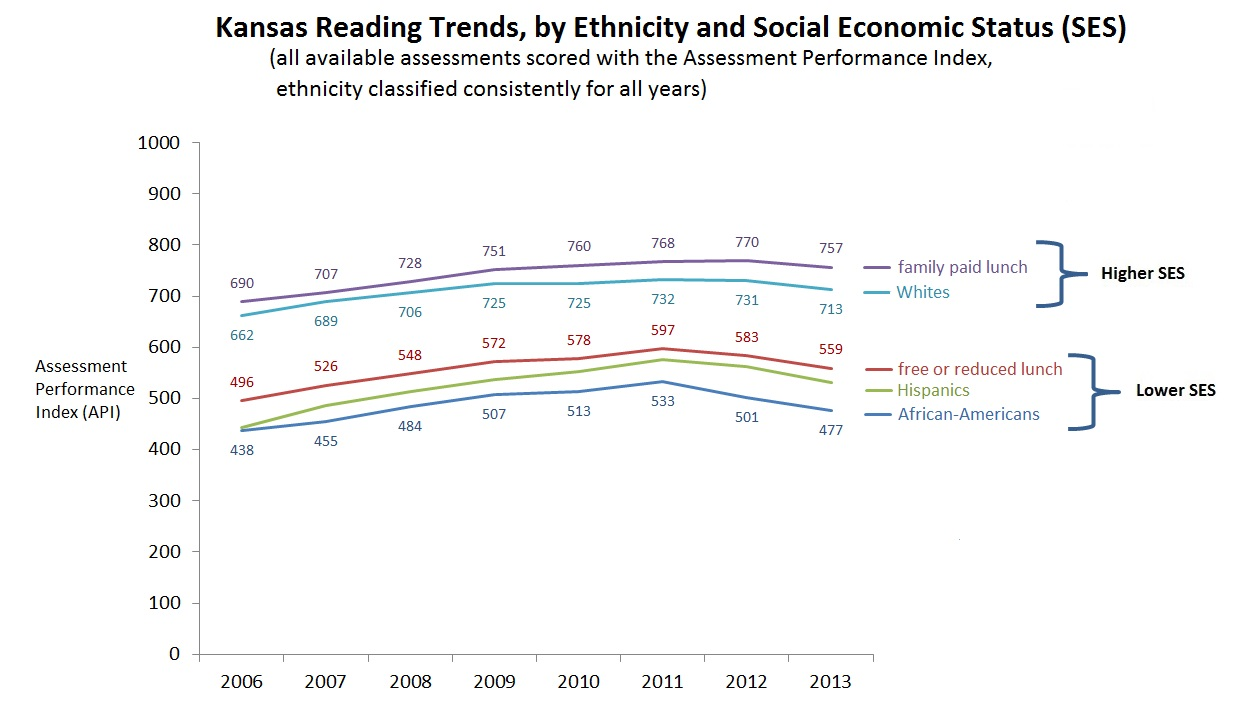 Kansas Reading Trends, by Ethnicity and Social Economic Status (SES)
(all available assessments scored with the Assessment Performance Index,
ethnicity classified consistently for all years)
1000
900
800
700
600
500
400
300
200
100
0
Assessment
Performance
Index (API)
690 707 728 751 760 768 770 757
662 689 706 725 725 732 731 713
496 526 548 572 578 597 583 559
438 455 484 507 513 533 501 477
family paid lunch
Whites
Higher SES
free or reduced lunch
Hispanics
African-Americans
Lower SES
2006 2007 2008 2009 2010 2011 2012 2013